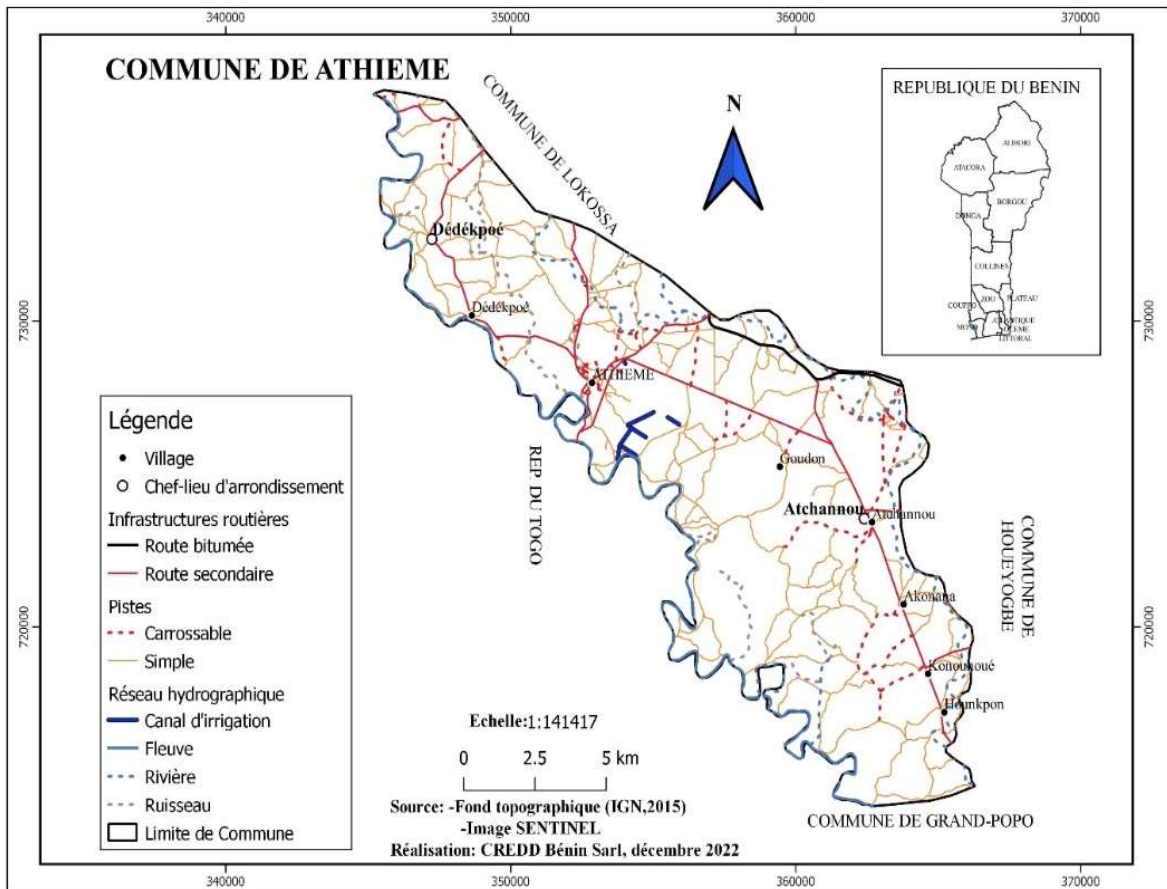 340000
350000
360000
370000
COMMUNE DE ATHIEME
COMMUNE DE LOKOSSA
N
REPUBLIQUE DU BENIN
ALIBORI
ATACORA
BORGOU
DONGA
COLLINES
ZOU
PLATEAU
COUFFO
ATLANTIQUE
MONO
OUEME
LITTORAL
730000
730000
Dédékpoé
Dédékpoé
ATHIEME
Goudon
Atchannou
Atchannou
Akonana
Konouhoué
Hounkpon
REP. DU TOGO
COMMUNE DE
HOUEYOGBE
720000
720000
Légende
Village
Chef-lieu d'arrondissement
Infrastructures routières
Route bitumée
Route secondaire
Pistes
Carrossable
Simple
Réseau hydrographique
Canal d'irrigation
Fleuve
Rivière
Ruisseau
Limite de Commune
Echelle:1:141417
0 2.5 5 km
Source: -Fond topographique (IGN,2015)
-Image SENTINEL
Réalisation: CREDD Bénin Sarl, décembre 2022
COMMUNE DE GRAND-POPO
340000
350000
360000
370000